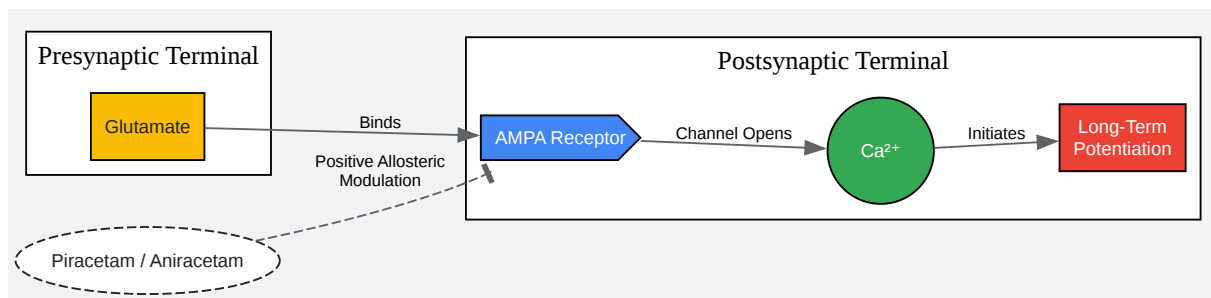 Presynaptic Terminal
Postsynaptic Terminal
Glutamate
Binds
AMPA Receptor
Channel Opens
Ca²⁺
Initiates
Long-Term
Potentiation
Positive Allosteric
Modulation
Piracetam / Aniracetam